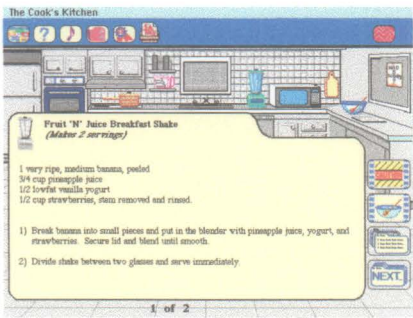 The Cook's Kitchen
Fruit 'N' Juice Breakfast Shake
(Makes 2 servings)
1 very ripe, medium banana, peeled
3/4 cup pineapple juice
1/2 lowfat vanilla yogurt
1/2 cup strawberries, stem removed and rinsed.
1) Break banana into small pieces and put in the blender with pineapple juice, yogurt, and
strawberries. Secure lid and blend until smooth.
2) Divide shake between two glasses and serve immediately.
NEXT
1 of 2